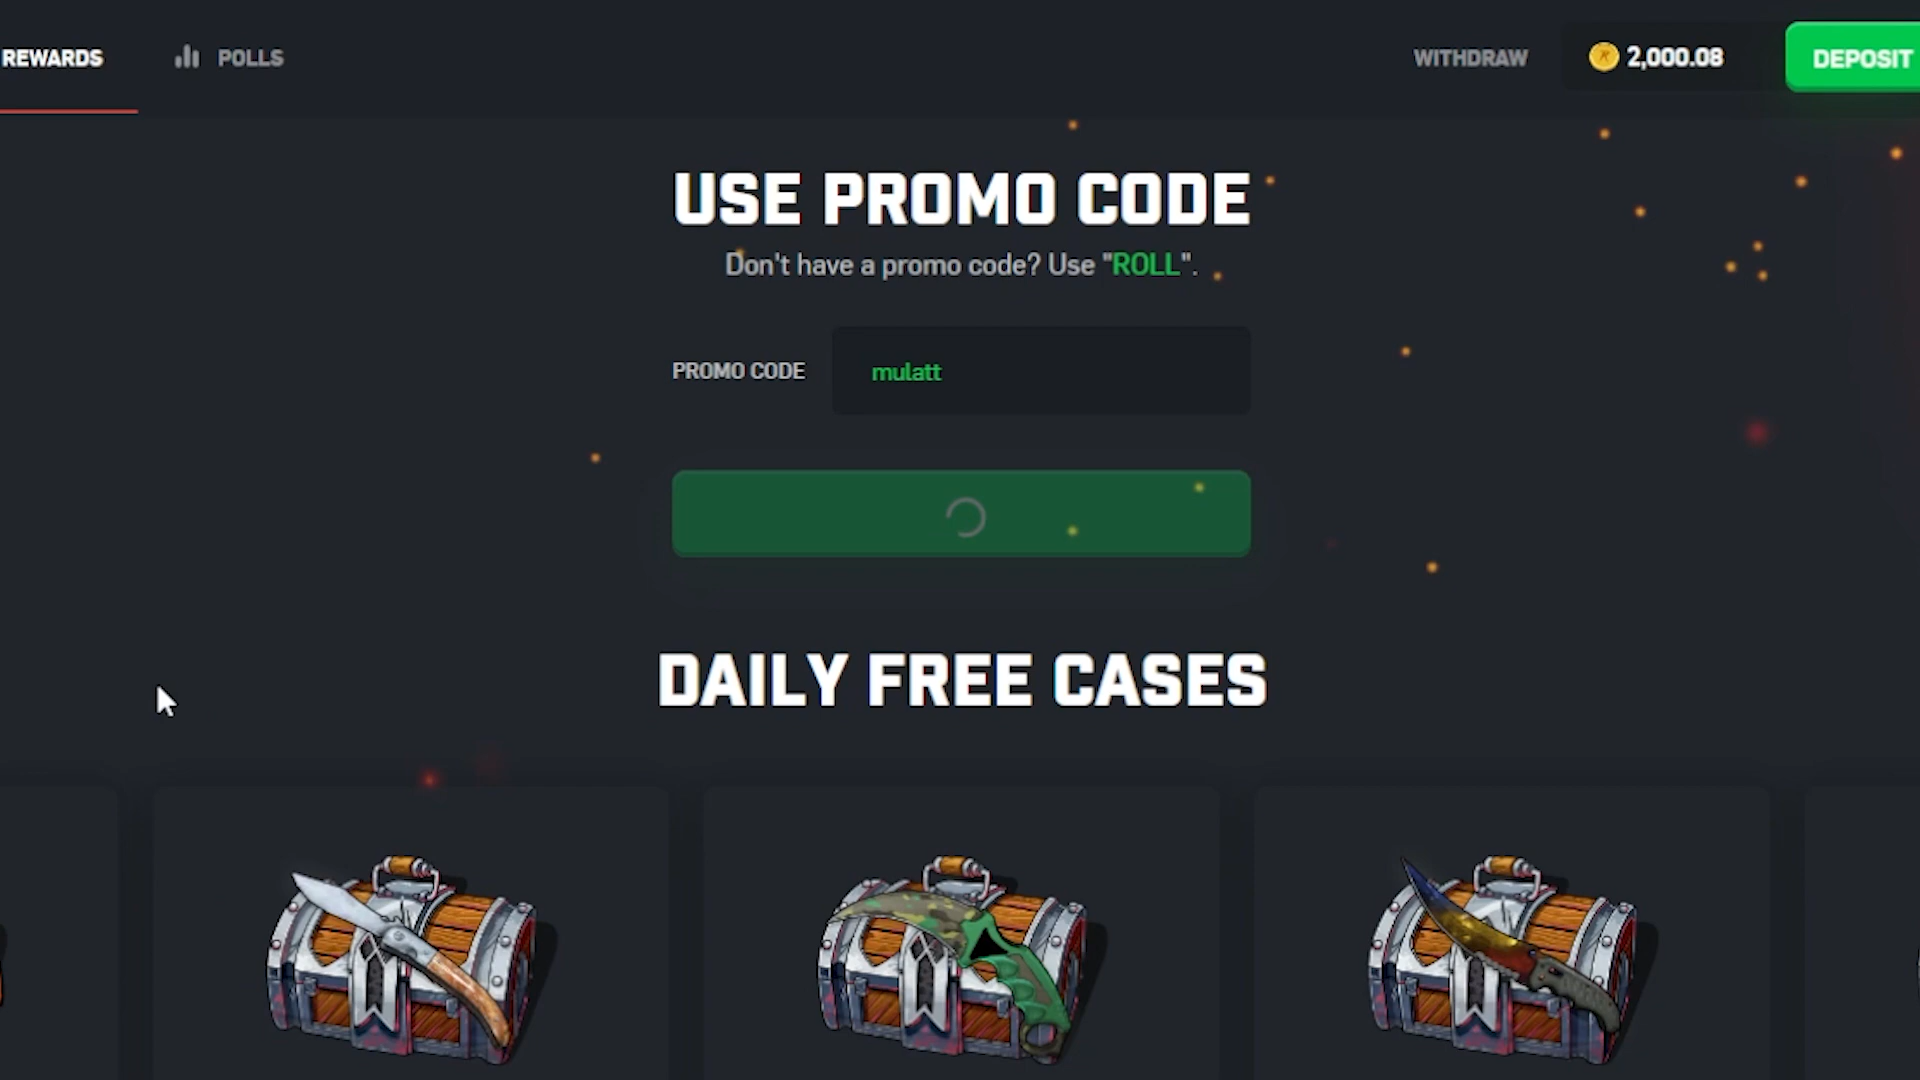 REWARDS
POLLS
WITHDRAW
2,000.08
DEPOSIT
USE PROMO CODE
Don't have a promo code? Use "ROLL".
PROMO CODE
mulatt
DAILY FREE CASES